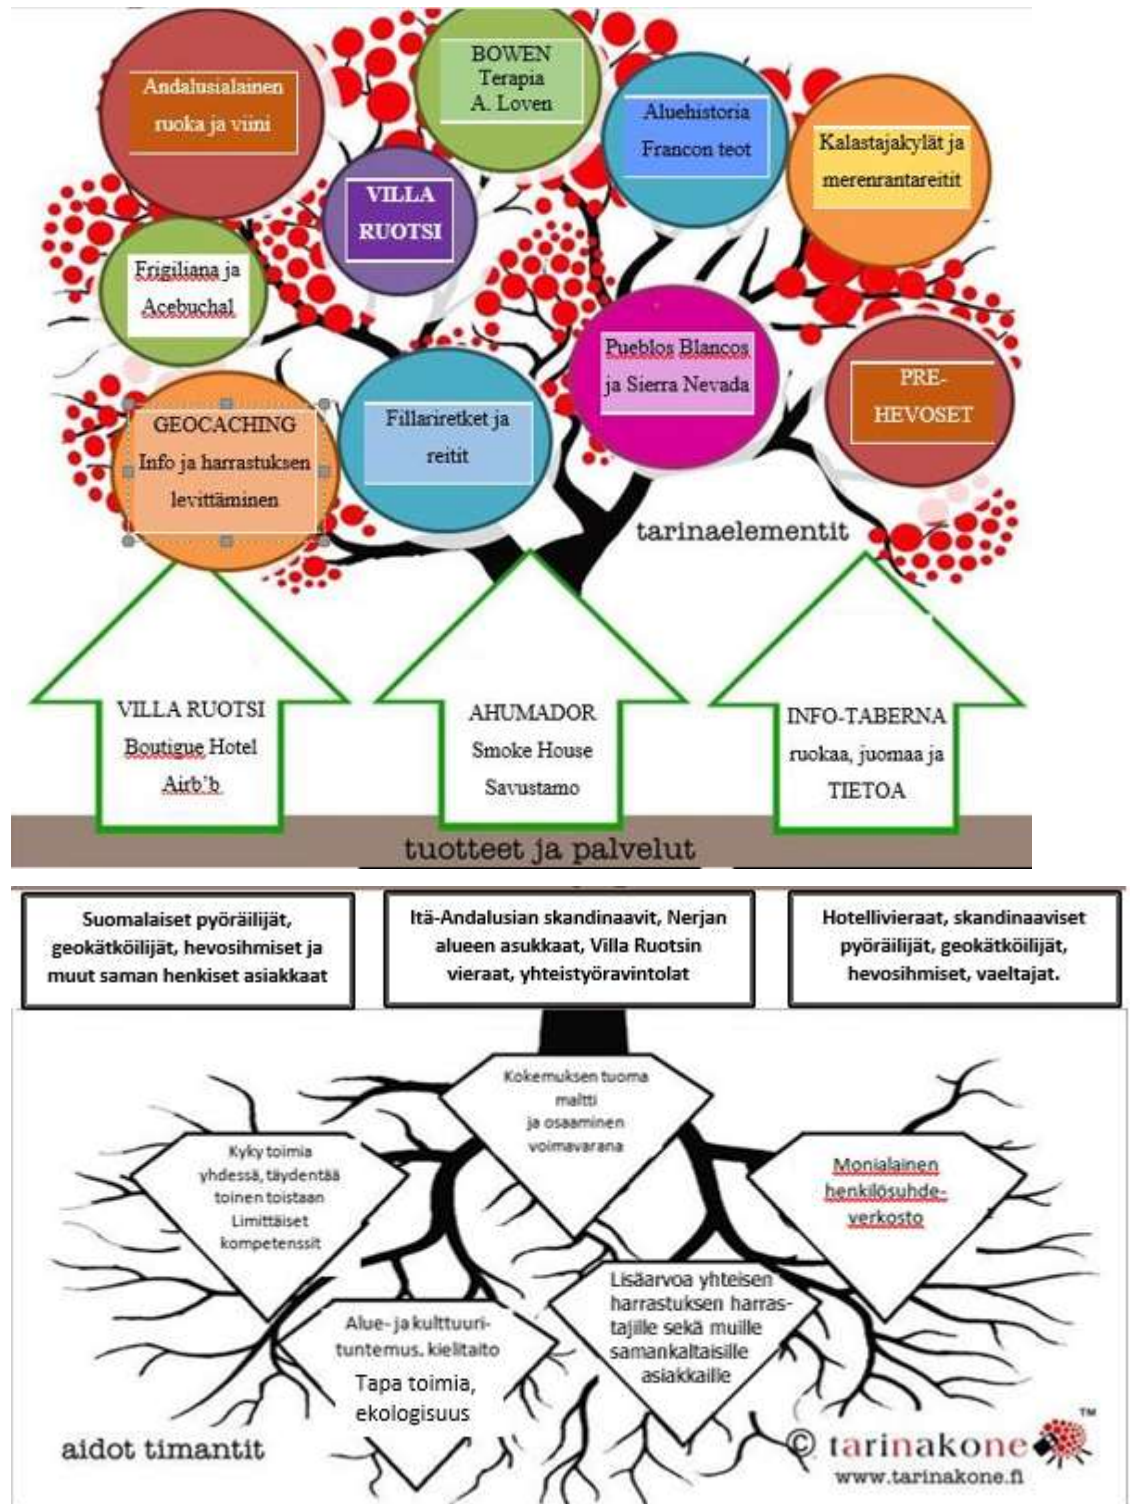 Andalusialainen
ruoka ja viini
BOWEN
Terapia
A. Loven
Aluehistoria
Francon teot
Kalastajakylät ja
merenrantareitit
VILLA
RUOTSI
Frigiliana ja
Acebuchal
Pueblos Blancos
ja Sierra Nevada
PRE-
HEVOSET
GEOCACHING
Info ja harrastuksen
levittäminen
Fillariretket ja
reitit
tarinaelementit
VILLA RUOTSI
Boutigue Hotel
Airb’b
AHUMADOR
Smoke House
Savustamo
INFO-TABERNA
ruokaa, juomaa ja
TIETOA
tuotteet ja palvelut
Suomalaiset pyöräilijät,
geokätköilijät, hevosihmiset ja
muut saman henkiset asiakkaat
Itä-Andalusian skandinaavit, Nerjan
alueen asukkaat, Villa Ruotsin
vieraat, yhteistyöravintolat
Hotellivieraat, skandinaaviset
pyöräilijät, geokätköilijät,
hevosihmiset, vaeltajat.
Kokemuksen tuoma
maltti
ja osaaminen
voimavarana
Kyky toimia
yhdessä, täydentää
toinen toistaan
Limittäiset
kompetenssit
Monialainen
henkilösuhde-
verkosto
Alue- ja kulttuuri-
tuntemus. kielitaito
Tapa toimia,
ekologisuus
Lisäarvoa yhteisen
harrastuksen harras-
tajille sekä muille
samankaltaisille
asiakkaille
aidot timantit
© tarinakone ™
www.tarinakone.fi